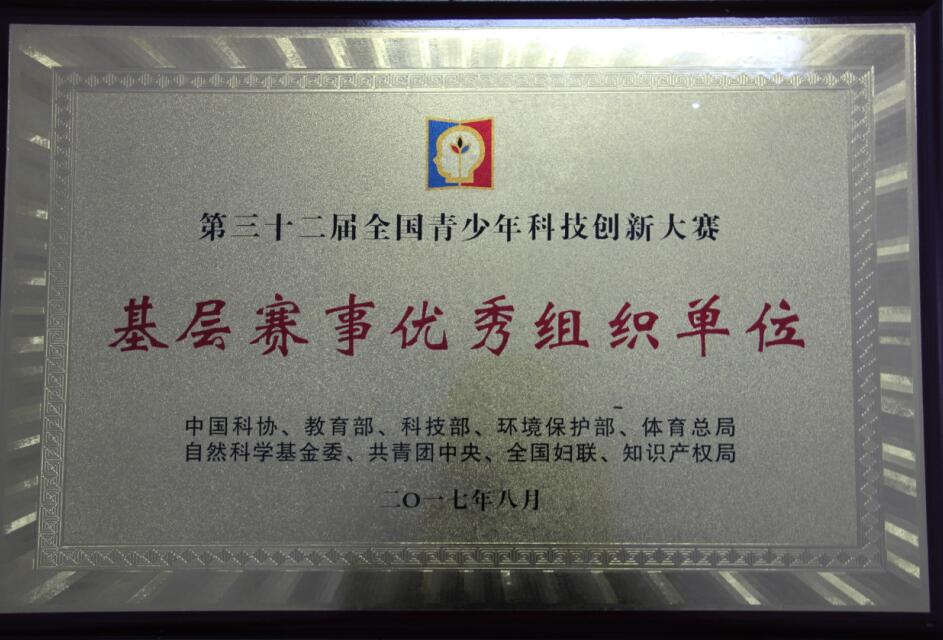 第三十二届全国青少年科技创新大赛
基层赛事优秀组织单位
中国科协、教育部、科技部、环境保护部、体育总局
自然科学基金委、共青团中央、全国妇联、知识产权局
二〇一七年八月